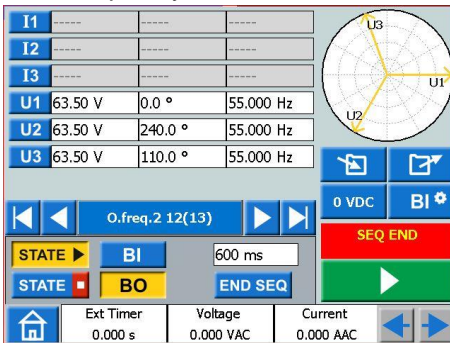 I1 ----- ----- -----
I2 ----- ----- -----
I3 ----- ----- -----
U1 63.50 V 0.0 ° 55.000 Hz
U2 63.50 V 240.0 ° 55.000 Hz
U3 63.50 V 110.0 ° 55.000 Hz
U3
U1
U2
0 VDC BI
O.freq.2 12(13)
SEQ END
STATE BI 600 ms
STATE BO END SEQ
Ext Timer Voltage Current
0.000 s 0.000 VAC 0.000 AAC